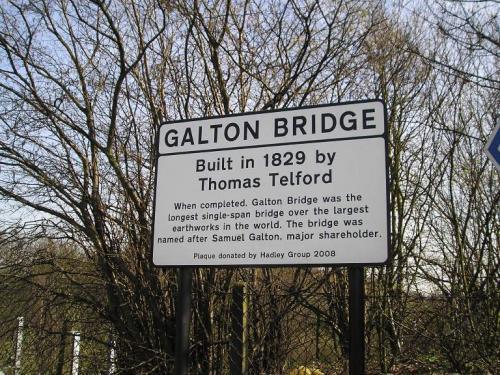 GALTON BRIDGE
Built in 1829 by
Thomas Telford
When completed, Galton Bridge was the
longest single-span bridge over the largest
earthworks in the world. The bridge was
named after Samuel Galton, major shareholder.
Plaque donated by Hadley Group 2008